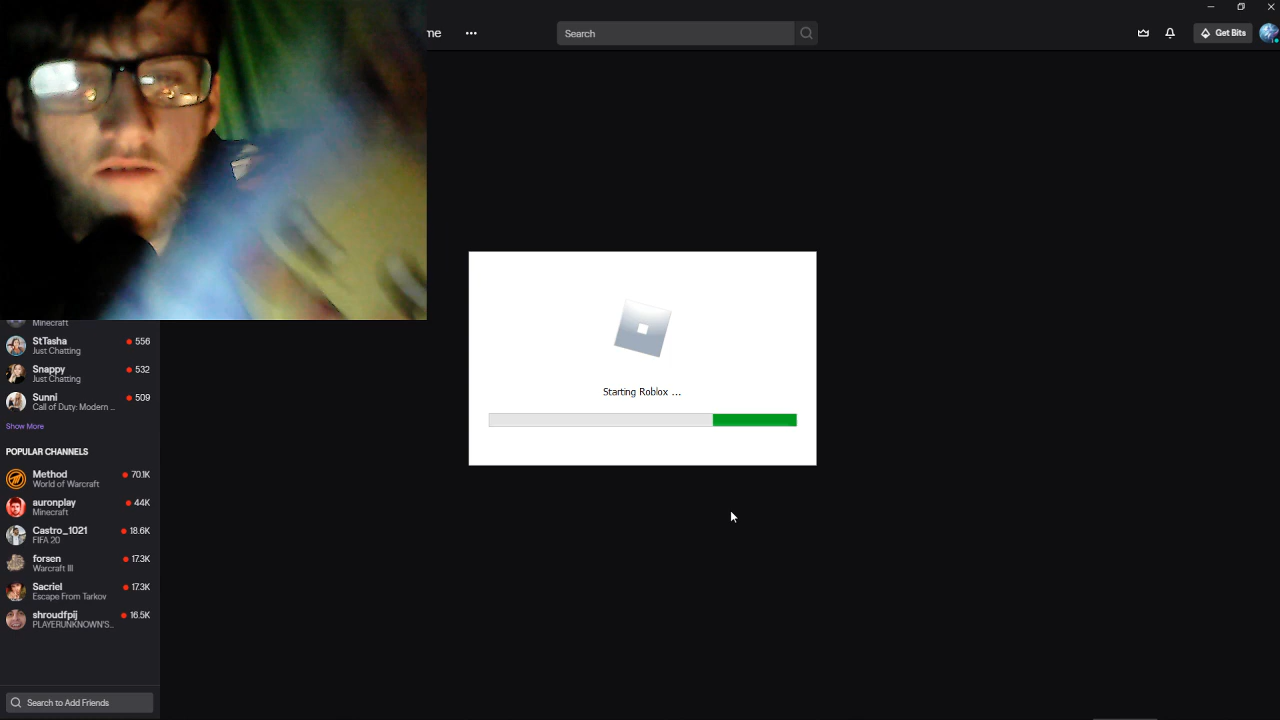 me
Search
Get Bits
Starting Roblox ...
Minecraft
StTasha 556
Just Chatting
Snappy 532
Just Chatting
Sunni 509
Call of Duty: Modern ...
Show More
POPULAR CHANNELS
Method 70.1K
World of Warcraft
auronplay 44K
Minecraft
Castro_1021 18.6K
FIFA 20
forsen 17.3K
Warcraft III
Sacriel 17.3K
Escape From Tarkov
shroudfpij 16.5K
PLAYERUNKNOWN'S...
Search to Add Friends